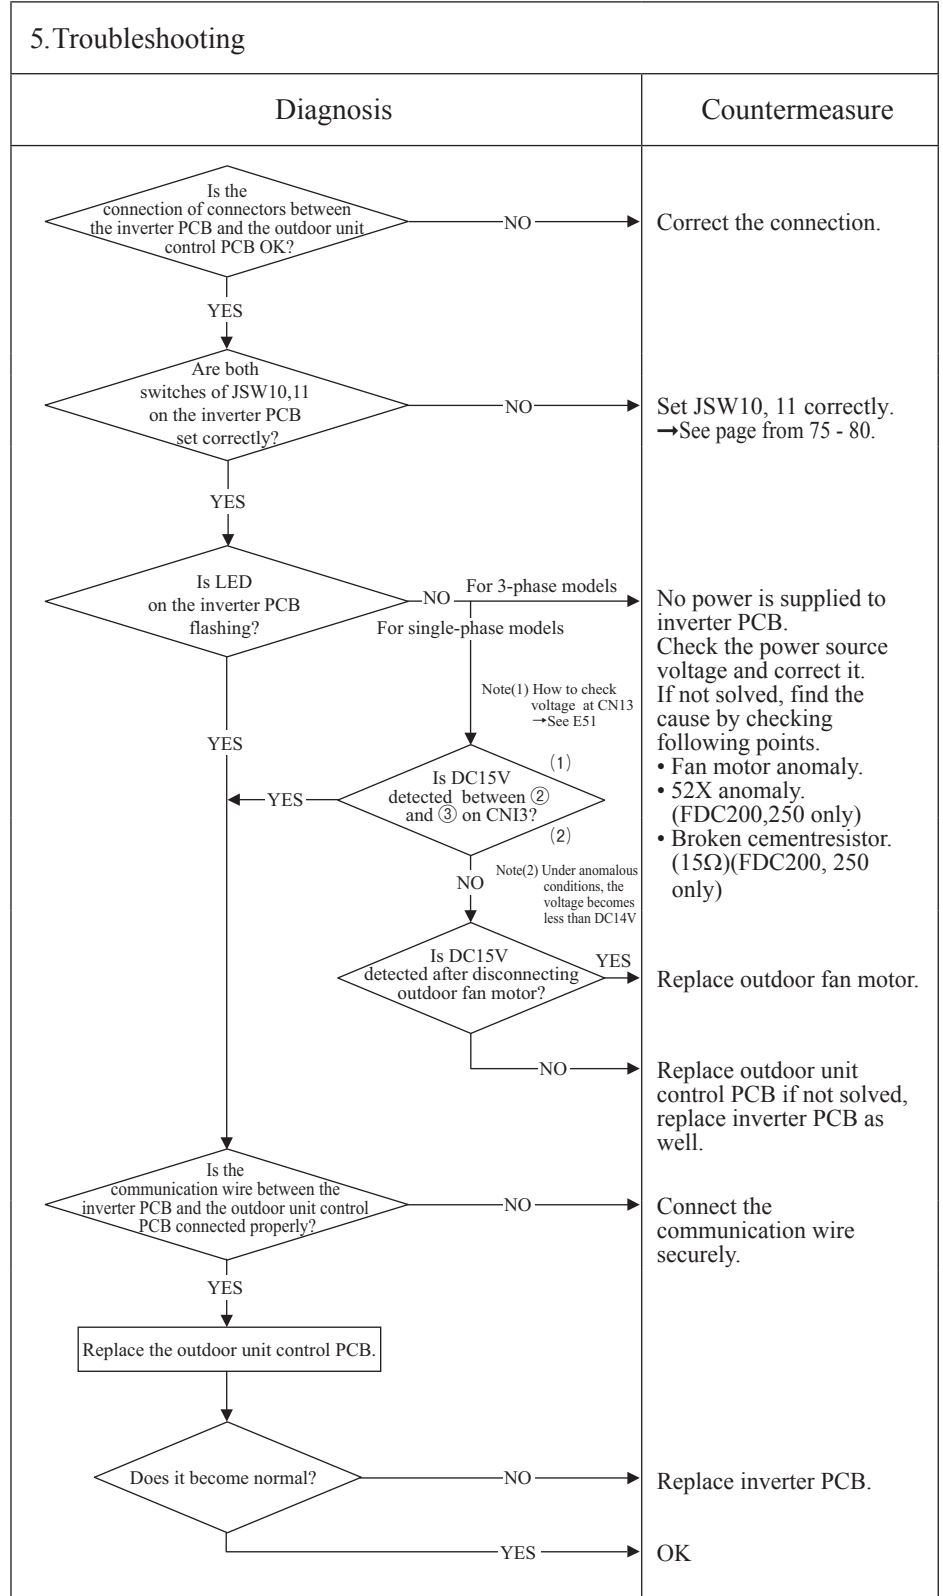 5.Troubleshooting
Diagnosis
Countermeasure
Is the
connection of connectors between
the inverter PCB and the outdoor unit
control PCB OK?
NO
Correct the connection.
YES
Are both
switches of JSW10,11
on the inverter PCB
set correctly?
NO
Set JSW10, 11 correctly.
→See page from 75 - 80.
YES
Is LED
on the inverter PCB
flashing?
NO
For 3-phase models
For single-phase models
No power is supplied to
inverter PCB.
Check the power source
voltage and correct it.
If not solved, find the
cause by checking
following points.
• Fan motor anomaly.
• 52X anomaly.
(FDC200,250 only)
• Broken cementresistor.
(15Ω)(FDC200, 250
only)
Note(1) How to check
voltage at CN13
→See E51
YES
(1)
Is DC15V
detected between ②
and ③ on CNI3?
(2)
YES
NO
Note(2) Under anomalous
conditions, the
voltage becomes
less than DC14V
Is DC15V
detected after disconnecting
outdoor fan motor?
YES
Replace outdoor fan motor.
NO
Replace outdoor unit
control PCB if not solved,
replace inverter PCB as
well.
Is the
communication wire between the
inverter PCB and the outdoor unit control
PCB connected properly?
NO
Connect the
communication wire
securely.
YES
Replace the outdoor unit control PCB.
Does it become normal?
NO
Replace inverter PCB.
YES
OK